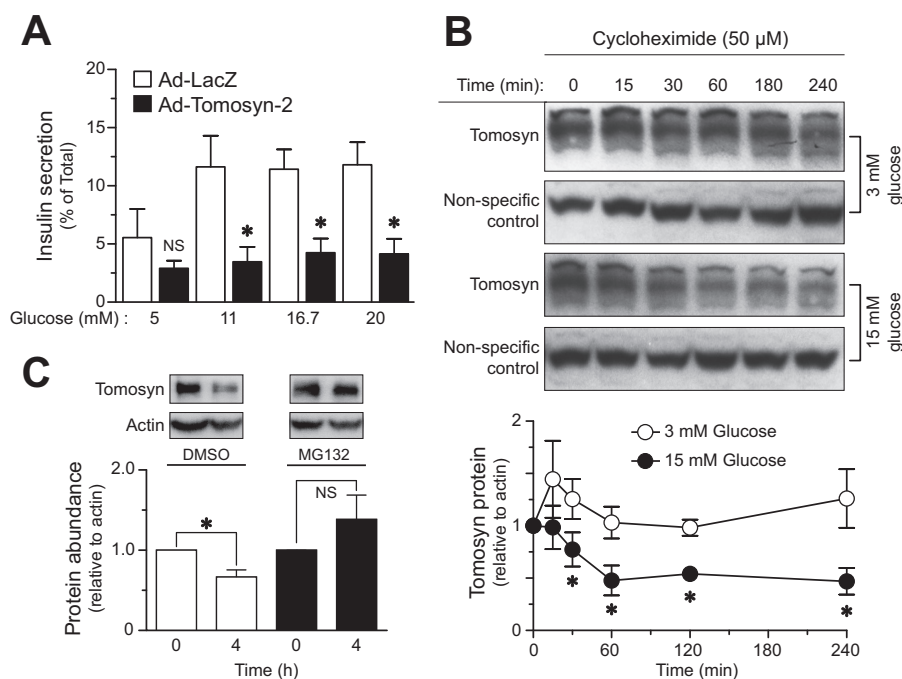 A
20
15
10
5
0
Insulin secretion
(% of Total)
Ad-LacZ
Ad-Tomosyn-2
NS
*
*
*
Glucose (mM) : 5 11 16.7 20
B
Cycloheximide (50 µM)
Time (min): 0 15 30 60 180 240
Tomosyn
Non-specific
control
3 mM
glucose
Tomosyn
Non-specific
control
15 mM
glucose
2
1
0
Tomosyn protein
(relative to actin)
3 mM Glucose
15 mM Glucose
* * * *
0 60 120 180 240
Time (min)
C
Tomosyn
Actin
DMSO MG132
2.0
1.0
0
Protein abundance
(relative to actin)
*
NS
0 4 0 4
Time (h)